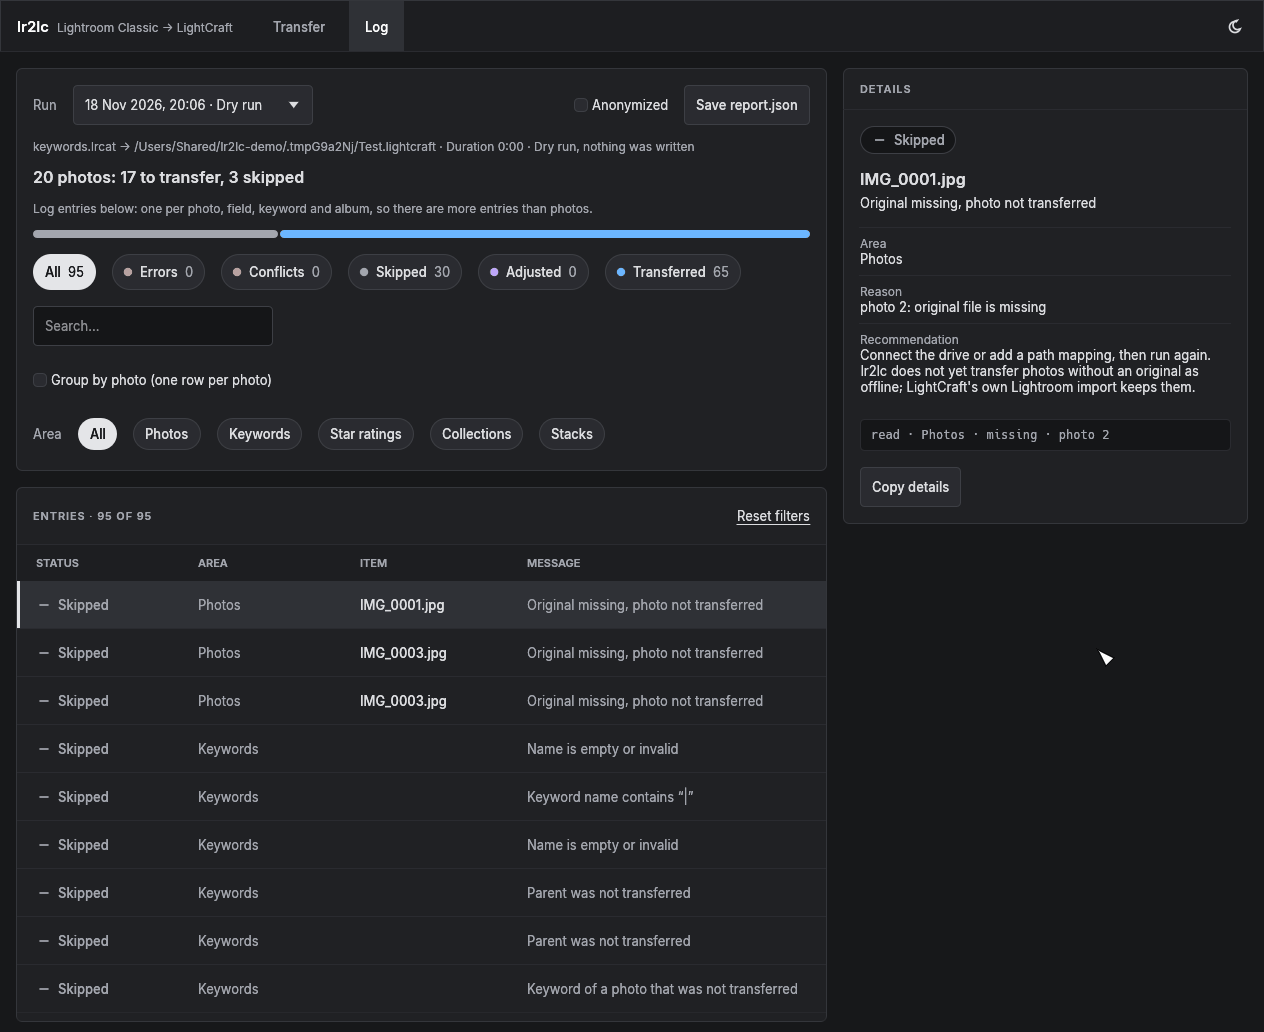 lr2lc Lightroom Classic → LightCraft Transfer Log
Run 18 Nov 2026, 20:06 · Dry run Anonymized Save report.json
keywords.lrcat → /Users/Shared/lr2lc-demo/.tmpG9a2Nj/Test.lightcraft · Duration 0:00 · Dry run, nothing was written
20 photos: 17 to transfer, 3 skipped
Log entries below: one per photo, field, keyword and album, so there are more entries than photos.
All 95 Errors 0 Conflicts 0 Skipped 30 Adjusted 0 Transferred 65
Search...
Group by photo (one row per photo)
Area All Photos Keywords Star ratings Collections Stacks
ENTRIES · 95 OF 95 Reset filters
STATUS AREA ITEM MESSAGE
– Skipped Photos IMG_0001.jpg Original missing, photo not transferred
– Skipped Photos IMG_0003.jpg Original missing, photo not transferred
– Skipped Photos IMG_0003.jpg Original missing, photo not transferred
– Skipped Keywords Name is empty or invalid
– Skipped Keywords Keyword name contains “|”
– Skipped Keywords Name is empty or invalid
– Skipped Keywords Parent was not transferred
– Skipped Keywords Parent was not transferred
– Skipped Keywords Keyword of a photo that was not transferred
DETAILS
– Skipped
IMG_0001.jpg
Original missing, photo not transferred
Area
Photos
Reason
photo 2: original file is missing
Recommendation
Connect the drive or add a path mapping, then run again.
lr2lc does not yet transfer photos without an original as
offline; LightCraft's own Lightroom import keeps them.
read · Photos · missing · photo 2
Copy details